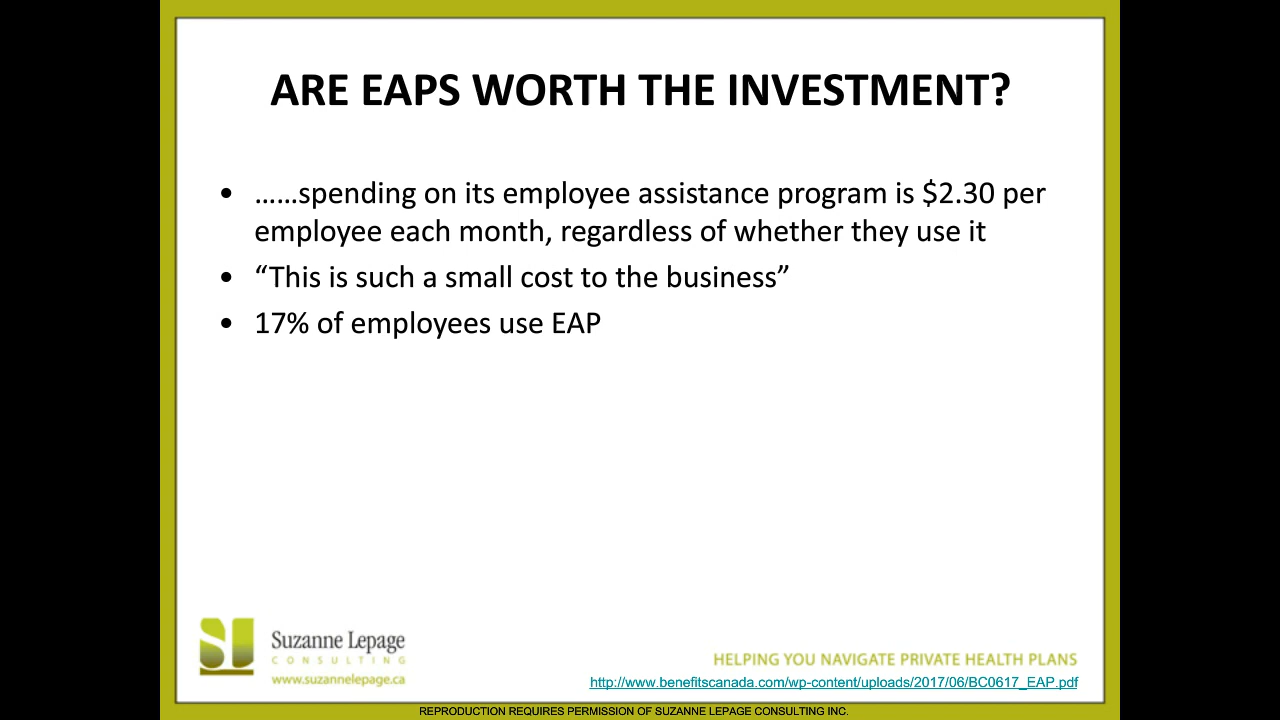 ARE EAPS WORTH THE INVESTMENT?
• ……spending on its employee assistance program is $2.30 per
employee each month, regardless of whether they use it
• “This is such a small cost to the business”
• 17% of employees use EAP
SL
Suzanne Lepage
CONSULTING
www.suzannelepage.ca
HELPING YOU NAVIGATE PRIVATE HEALTH PLANS
http://www.benefitscanada.com/wp-content/uploads/2017/06/BC0617_EAP.pdf
REPRODUCTION REQUIRES PERMISSION OF SUZANNE LEPAGE CONSULTING INC.